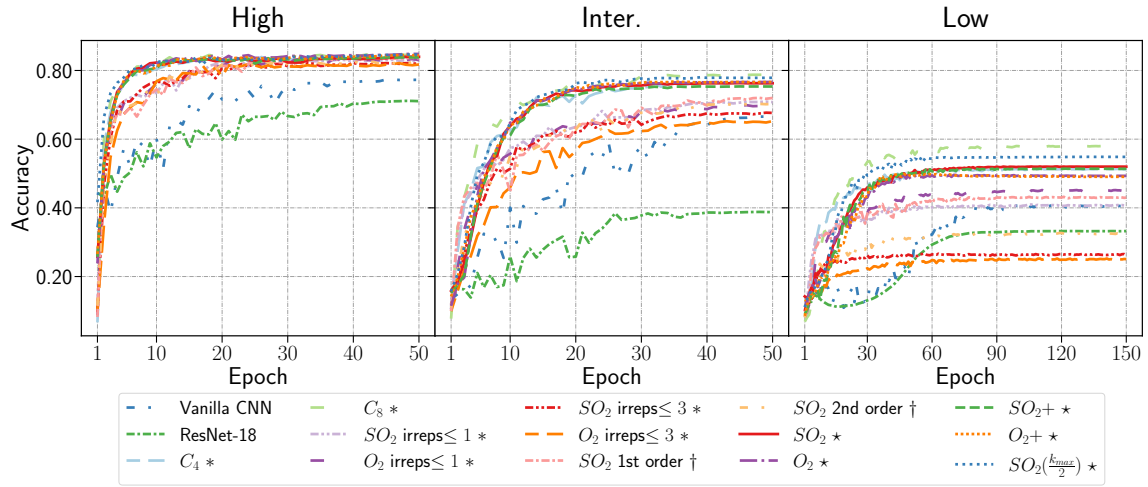 High Inter. Low
0.80
0.60
0.40
0.20
Accuracy
1 10 20 30 40 50 1 10 20 30 40 50 1 30 60 90 120 150
Epoch Epoch Epoch
Vanilla CNN C₈ * SO₂ irreps≤ 3 * SO₂ 2nd order † SO₂+ ⋆
ResNet-18 SO₂ irreps≤ 1 * O₂ irreps≤ 3 * SO₂ ⋆ O₂+ ⋆
C₄ * O₂ irreps≤ 1 * SO₂ 1st order † O₂ ⋆ SO₂(k_max/2) ⋆